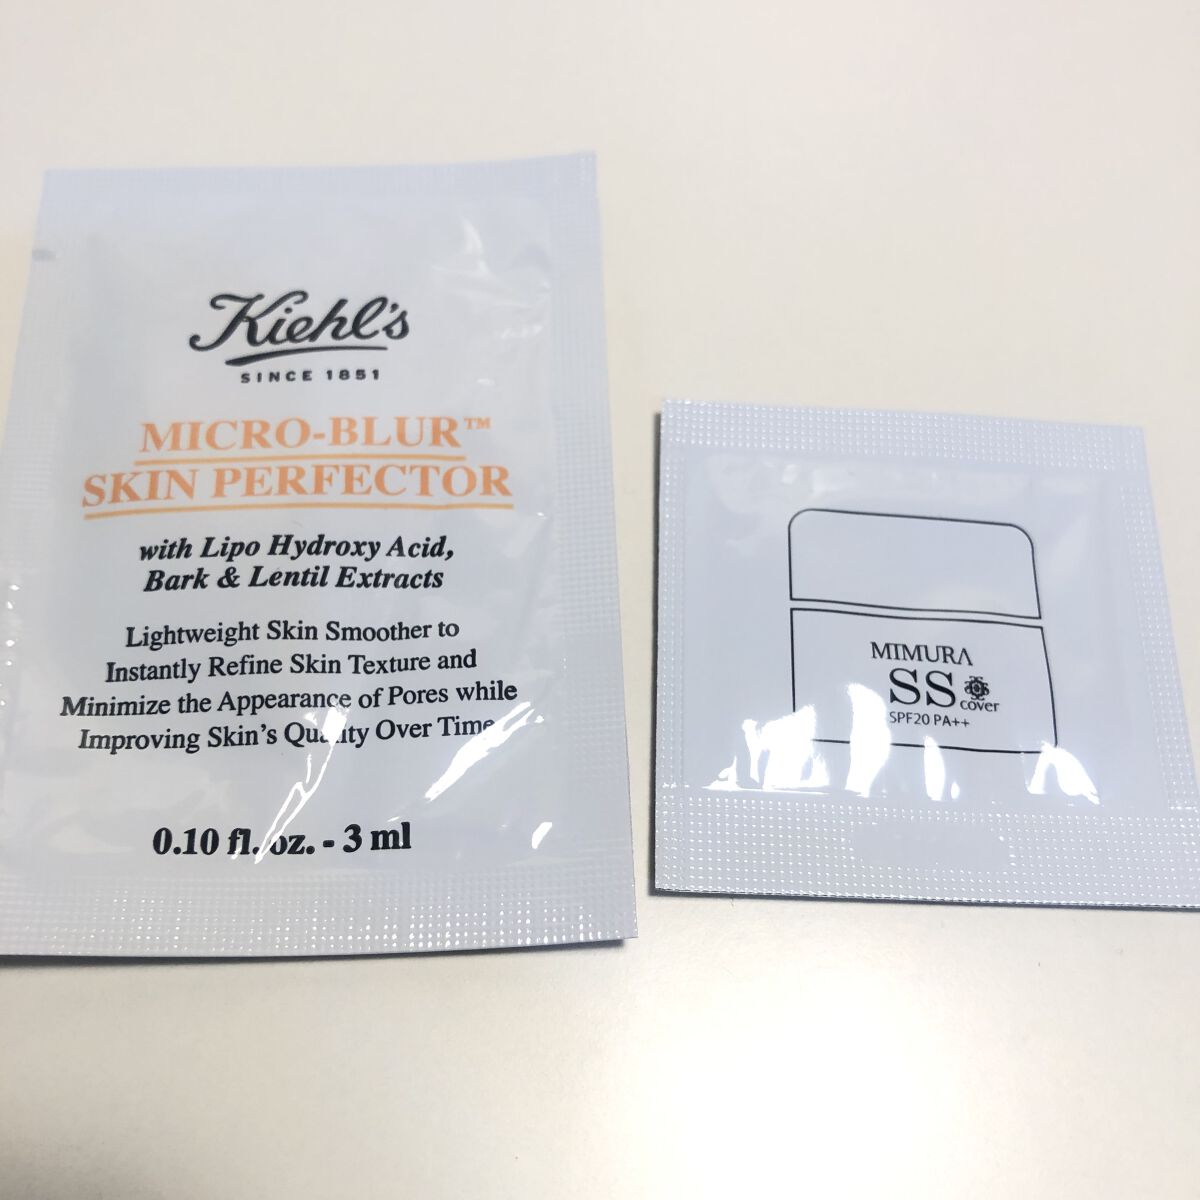 Kiehl's
SINCE 1851
MICRO-BLUR™
SKIN PERFECTOR
with Lipo Hydroxy Acid,
Bark & Lentil Extracts
Lightweight Skin Smoother to
Instantly Refine Skin Texture and
Minimize the Appearance of Pores while
Improving Skin's Quality Over Time
0.10 fl. oz. - 3 ml
MIMURA
SS
cover
SPF20 PA++